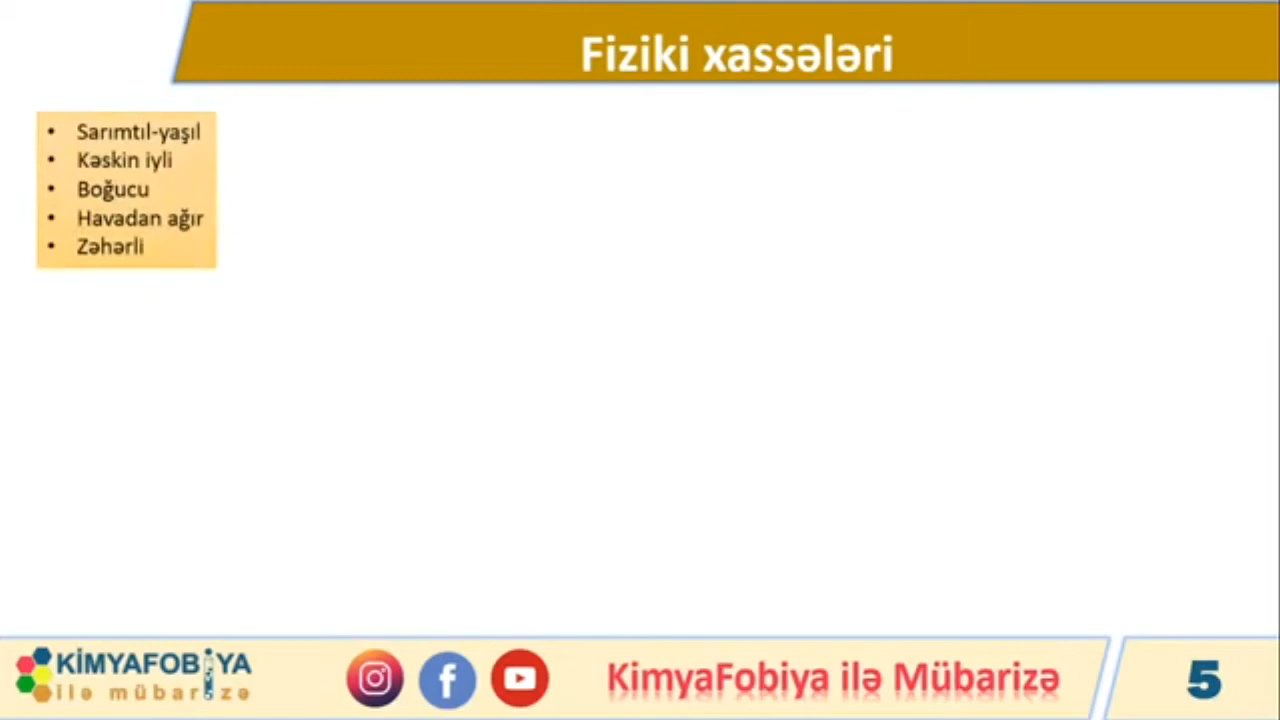 Fiziki xassələri
• Sarımtıl-yaşıl
• Kəskin iyli
• Boğucu
• Havadan ağır
• Zəhərli
KİMYAFOBİYA
ilə mübarizə
KimyaFobiya ilə Mübarizə
5